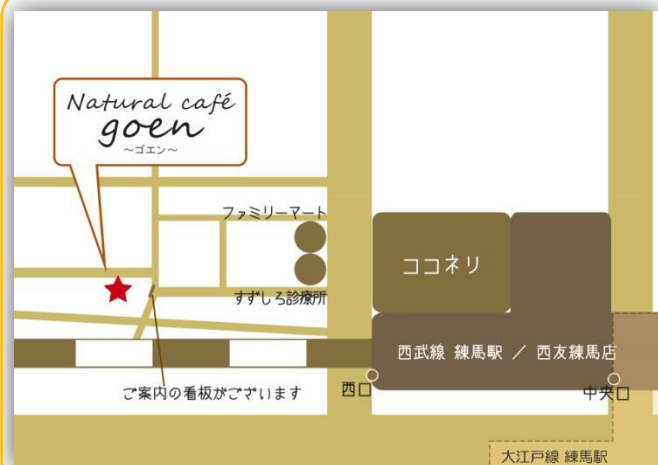 Natural café
goen
～ゴエン～
ファミリーマート
ココネリ
すずしろ診療所
西武線 練馬駅 ／ 西友練馬店
ご案内の看板がございます
西口
中央口
大江戸線 練馬駅